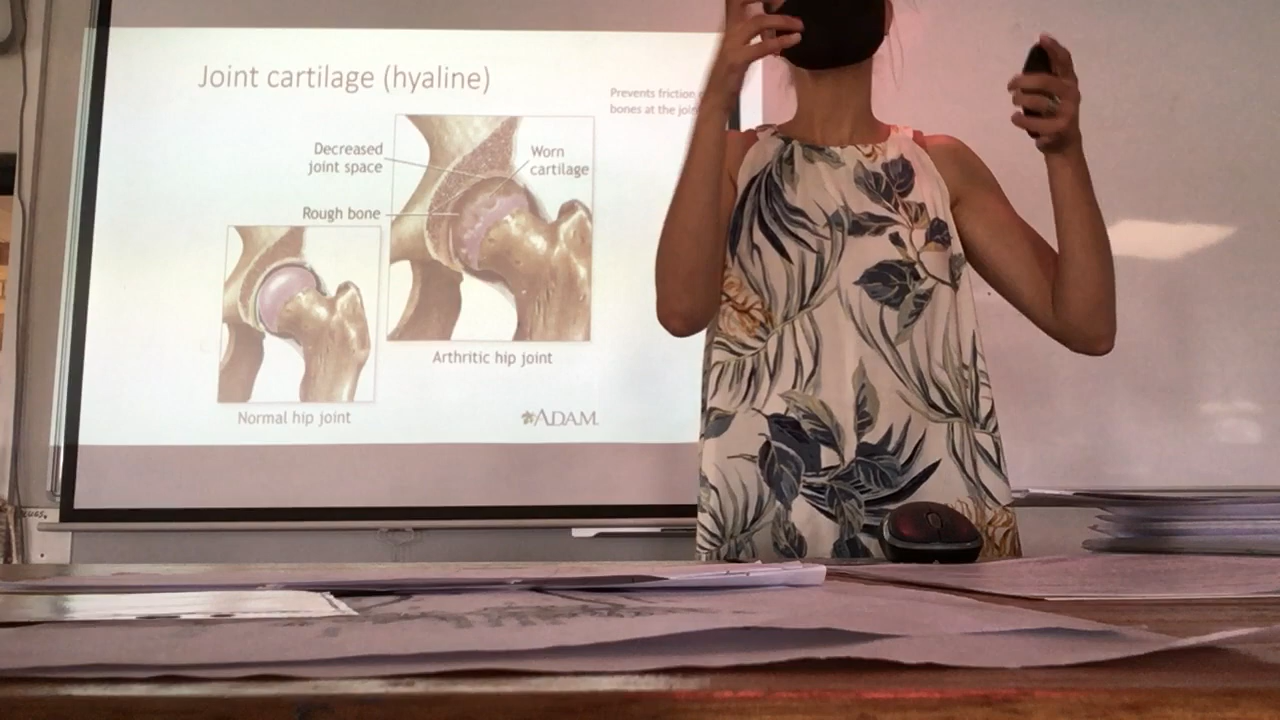 Joint cartilage (hyaline)
Prevents friction
bones at the joint
Decreased
joint space
Worn
cartilage
Rough bone
Arthritic hip joint
Normal hip joint
ADAM.